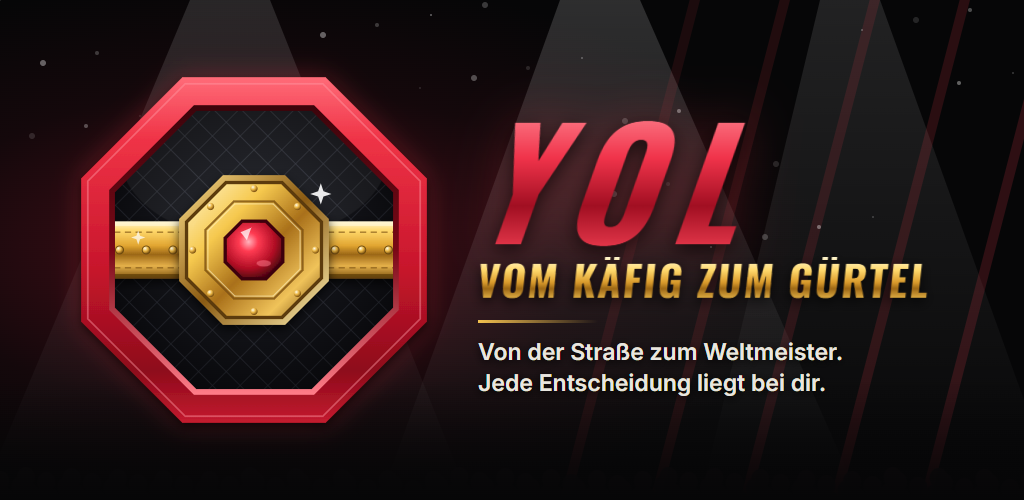 YOL
VOM KÄFIG ZUM GÜRTEL
Von der Straße zum Weltmeister.
Jede Entscheidung liegt bei dir.